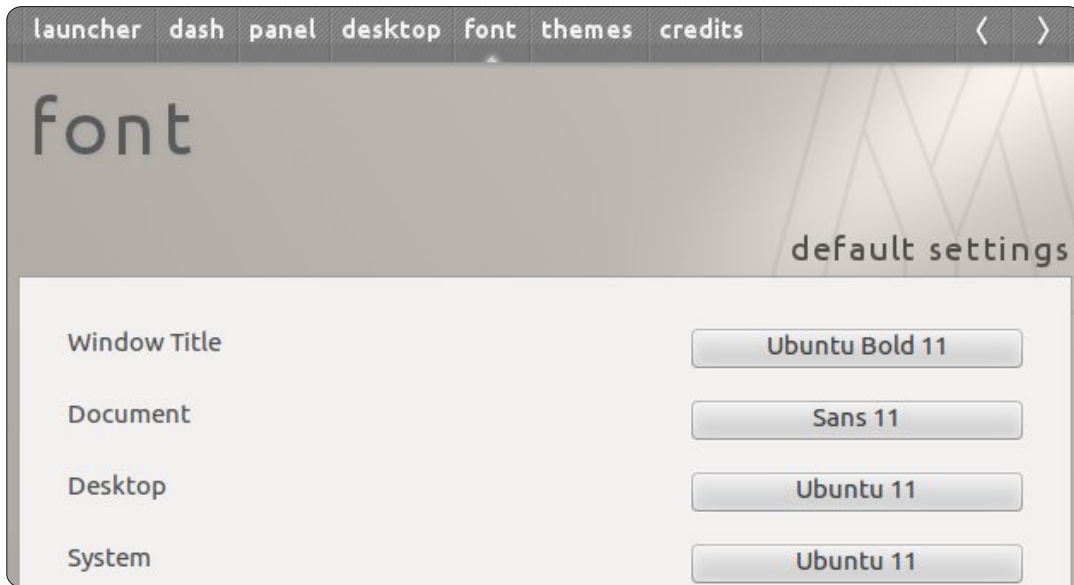 launcher dash panel desktop font themes credits
font
default settings
Window Title Ubuntu Bold 11
Document Sans 11
Desktop Ubuntu 11
System Ubuntu 11